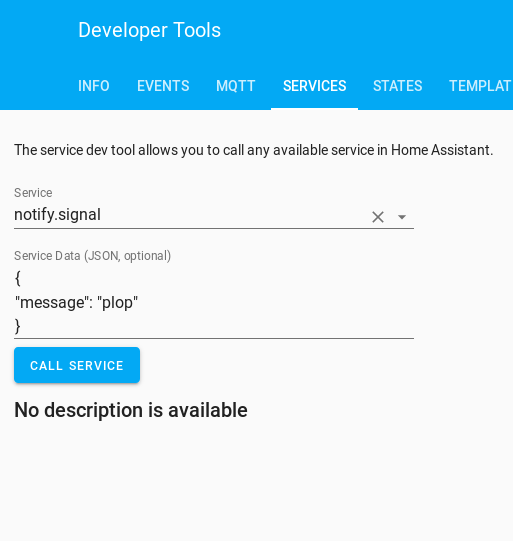 Developer Tools
INFO EVENTS MQTT SERVICES STATES TEMPLAT
The service dev tool allows you to call any available service in Home Assistant.
Service
notify.signal
Service Data (JSON, optional)
{
"message": "plop"
}
CALL SERVICE
No description is available